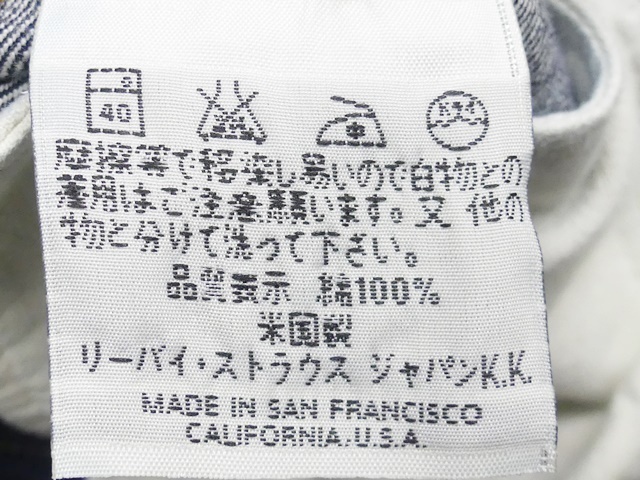 40
摩擦等で移染し易いので白物との
着用はご注意願います。又 他の
物と分けて洗って下さい。
品質表示 綿100%
米国製
リーバイ・ストラウス ジャパンK.K.
MADE IN SAN FRANCISCO
CALIFORNIA.U.S.A.